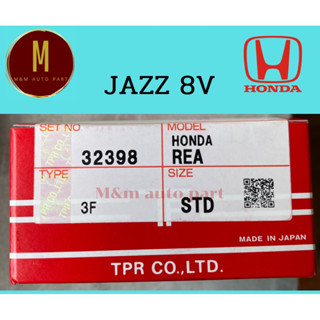 M
M&M AUTO PART
JAZZ 8V
HONDA
SET NO
MODEL
32398
HONDA
REA
TYPE
SIZE
M&m auto part
3F
STD
MADE IN JAPAN
TPR CO.,LTD.